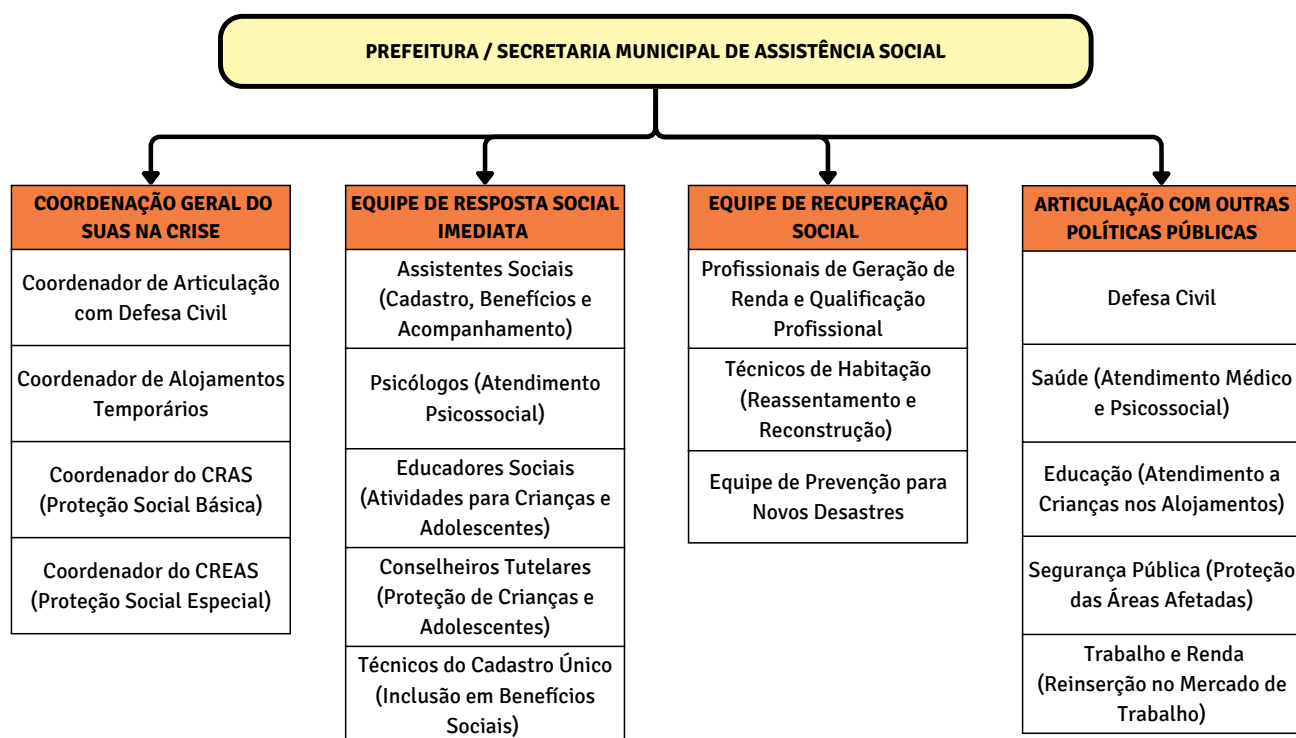 PREFEITURA / SECRETARIA MUNICIPAL DE ASSISTÊNCIA SOCIAL
COORDENAÇÃO GERAL DO
SUAS NA CRISE
Coordenador de Articulação
com Defesa Civil
Coordenador de Alojamentos
Temporários
Coordenador do CRAS
(Proteção Social Básica)
Coordenador do CREAS
(Proteção Social Especial)
EQUIPE DE RESPOSTA SOCIAL
IMEDIATA
Assistentes Sociais
(Cadastro, Benefícios e
Acompanhamento)
Psicólogos (Atendimento
Psicossocial)
Educadores Sociais
(Atividades para Crianças e
Adolescentes)
Conselheiros Tutelares
(Proteção de Crianças e
Adolescentes)
Técnicos do Cadastro Único
(Inclusão em Benefícios
Sociais)
EQUIPE DE RECUPERAÇÃO
SOCIAL
Profissionais de Geração de
Renda e Qualificação
Profissional
Técnicos de Habitação
(Reassentamento e
Reconstrução)
Equipe de Prevenção para
Novos Desastres
ARTICULAÇÃO COM OUTRAS
POLÍTICAS PÚBLICAS
Defesa Civil
Saúde (Atendimento Médico
e Psicossocial)
Educação (Atendimento a
Crianças nos Alojamentos)
Segurança Pública (Proteção
das Áreas Afetadas)
Trabalho e Renda
(Reinserção no Mercado de
Trabalho)